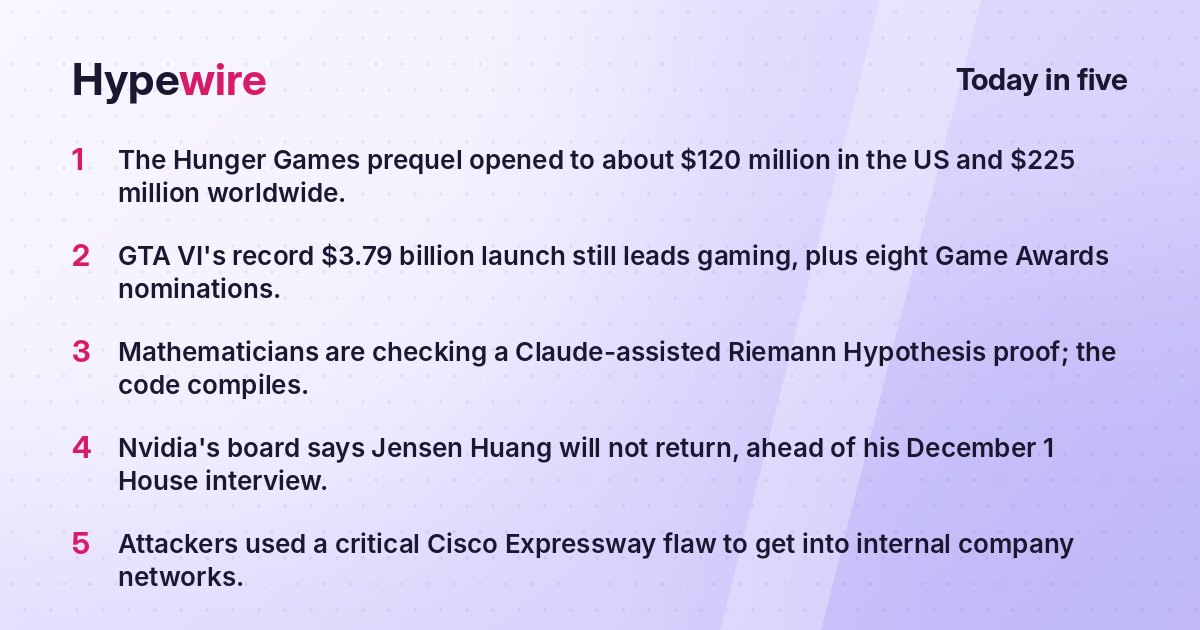 Hypewire
Today in five
1 The Hunger Games prequel opened to about $120 million in the US and $225
million worldwide.
2 GTA VI's record $3.79 billion launch still leads gaming, plus eight Game Awards
nominations.
3 Mathematicians are checking a Claude-assisted Riemann Hypothesis proof; the
code compiles.
4 Nvidia's board says Jensen Huang will not return, ahead of his December 1
House interview.
5 Attackers used a critical Cisco Expressway flaw to get into internal company
networks.